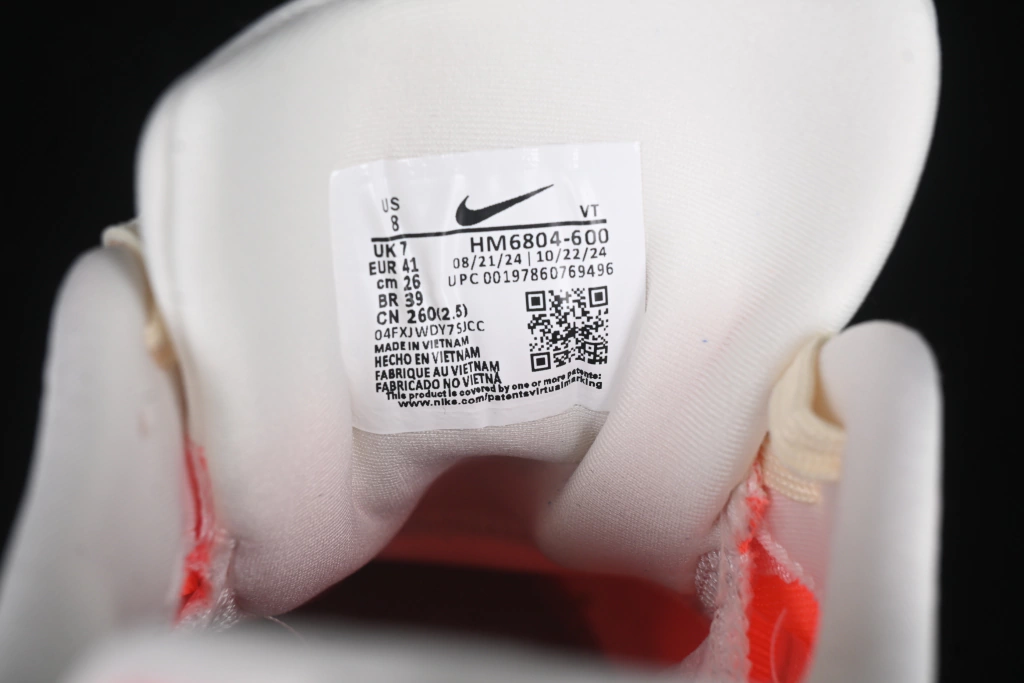 US
8
VT
UK 7
HM6804-600
EUR 41
08/21/24 | 10/22/24
cm 26
UPC 00197860769496
BR 39
CN 260(2.5)
04FXJWDY75JCC
MADE IN VIETNAM
HECHO EN VIETNAM
FABRIQUE AU VIETNAM
FABRICADO NO VIETNÃ
This product is covered by one or more patents:
www.nike.com/patentsvirtualmarking